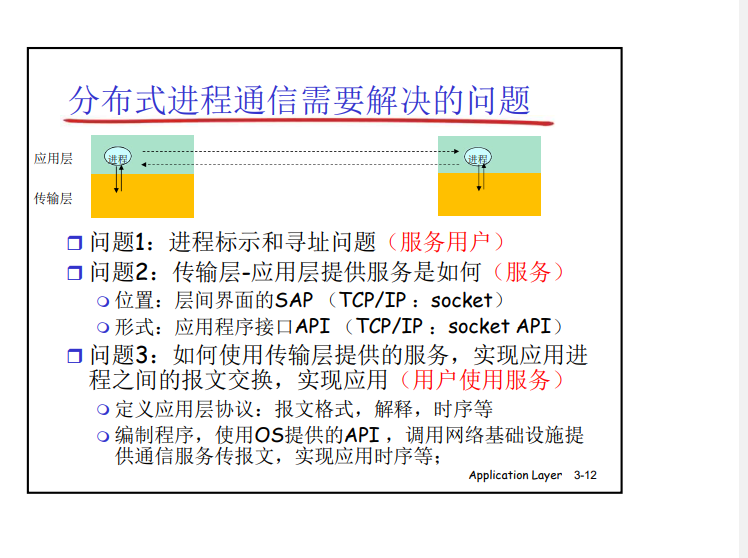 分布式进程通信需要解决的问题
应用层
进程
进程
传输层
问题1：进程标示和寻址问题（服务用户）
问题2：传输层-应用层提供服务是如何（服务）
位置：层间界面的SAP （TCP/IP ：socket）
形式：应用程序接口API （TCP/IP ：socket API）
问题3：如何使用传输层提供的服务，实现应用进
程之间的报文交换，实现应用（用户使用服务）
定义应用层协议：报文格式，解释，时序等
编制程序，使用OS提供的API ，调用网络基础设施提
供通信服务传报文，实现应用时序等；
Application Layer 3-12